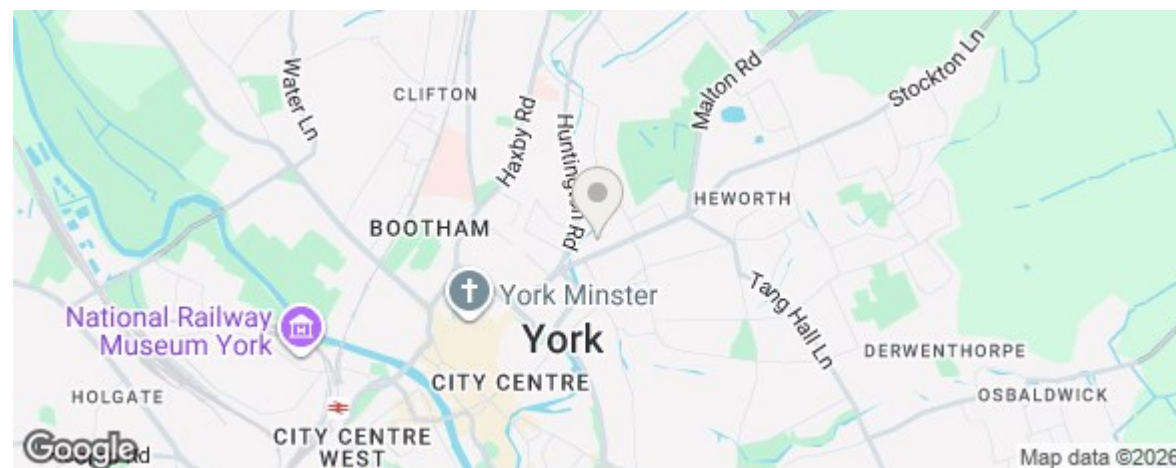 Water Ln
CLIFTON
Haxby Rd
Huntington Rd
Malton Rd
Stockton Ln
HEWORTH
BOOTHAM
York Minster
National Railway
Museum York
York
Tang Hall Ln
DERWENTHORPE
CITY CENTRE
OSBALDWICK
HOLGATE
CITY CENTRE
WEST
Google
Rd
Map data ©2026